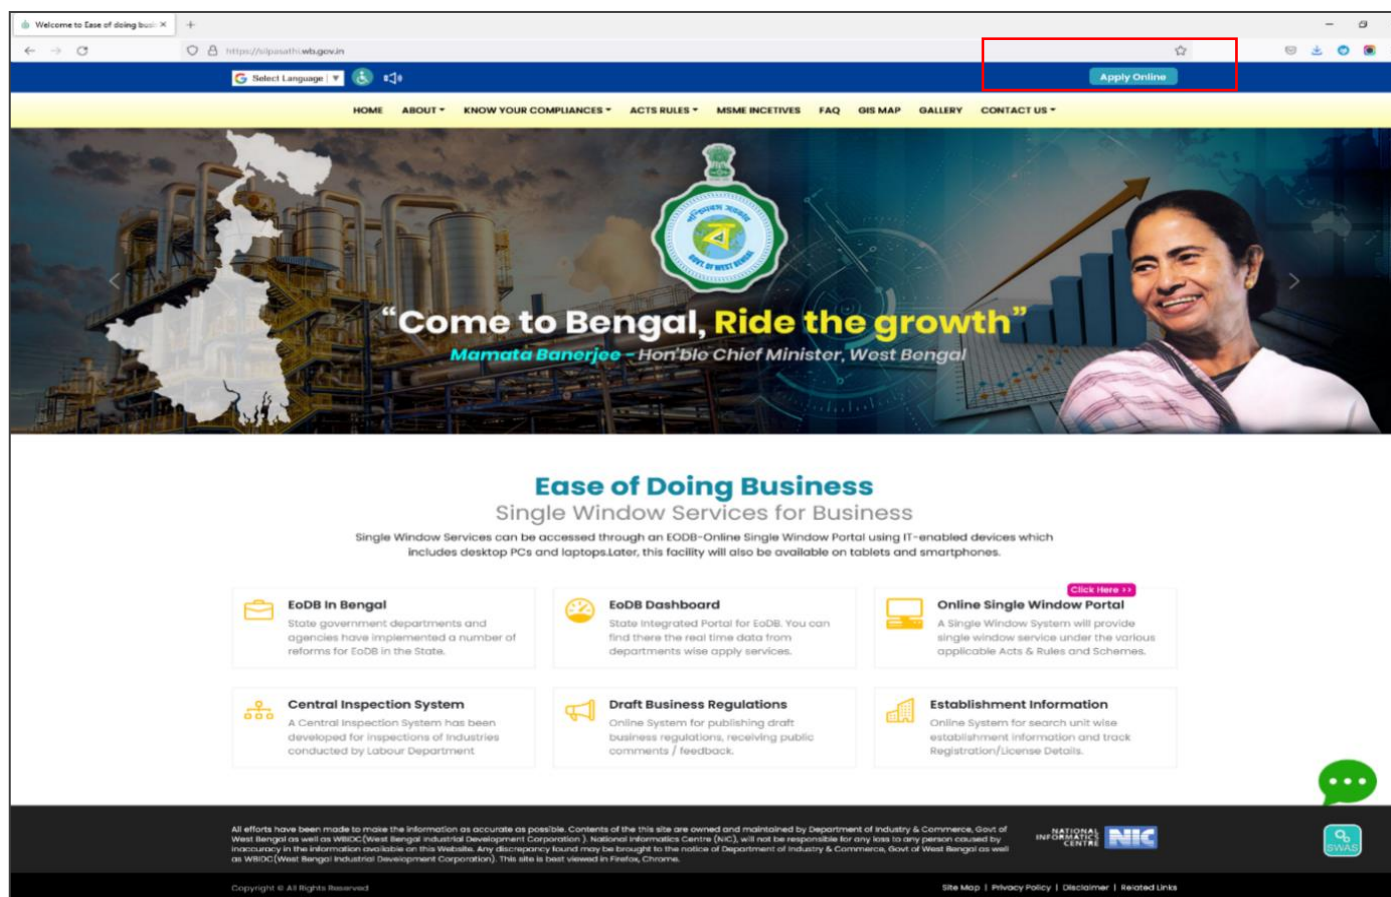 Welcome to Ease of doing busi
https://silpasathi.wb.gov.in
Select Language
Apply Online
HOME ABOUT KNOW YOUR COMPLIANCES ACTS RULES MSME INCETIVES FAQ GIS MAP GALLERY CONTACT US
পশ্চিমবঙ্গ সরকার
ব
GOVT. OF WEST BENGAL
“Come to Bengal, Ride the growth”
Mamata Banerjee - Hon'ble Chief Minister, West Bengal
Ease of Doing Business
Single Window Services for Business
Single Window Services can be accessed through an EODB-Online Single Window Portal using IT-enabled devices which
includes desktop PCs and laptops.Later, this facility will also be available on tablets and smartphones.
EoDB In Bengal
State government departments and
agencies have implemented a number of
reforms for EoDB in the State.
EoDB Dashboard
State Integrated Portal for EoDB. You can
find there the real time data from
departments wise apply services.
Click Here >>
Online Single Window Portal
A Single Window System will provide
single window service under the various
applicable Acts & Rules and Schemes.
Central Inspection System
A Central Inspection System has been
developed for inspections of Industries
conducted by Labour Department
Draft Business Regulations
Online System for publishing draft
business regulations, receiving public
comments / feedback.
Establishment Information
Online System for search unit wise
establishment information and track
Registration/License Details.
All efforts have been made to make the information as accurate as possible. Contents of the this site are owned and maintained by Department of Industry & Commerce, Govt of
West Bengal as well as WBIDC(West Bengal Industrial Development Corporation ). National Informatics Centre (NIC), will not be responsible for any loss to any person caused by
inaccuracy in the information available on this Website. Any discrepancy found may be brought to the notice of Department of Industry & Commerce, Govt of West Bengal as well
as WBIDC(West Bengal Industrial Development Corporation). This site is best viewed in Firefox, Chrome.
NATIONAL
INFORMATICS
CENTRE
NIC
SWAS
Copyright © All Rights Reserved
Site Map | Privacy Policy | Disclaimer | Related Links